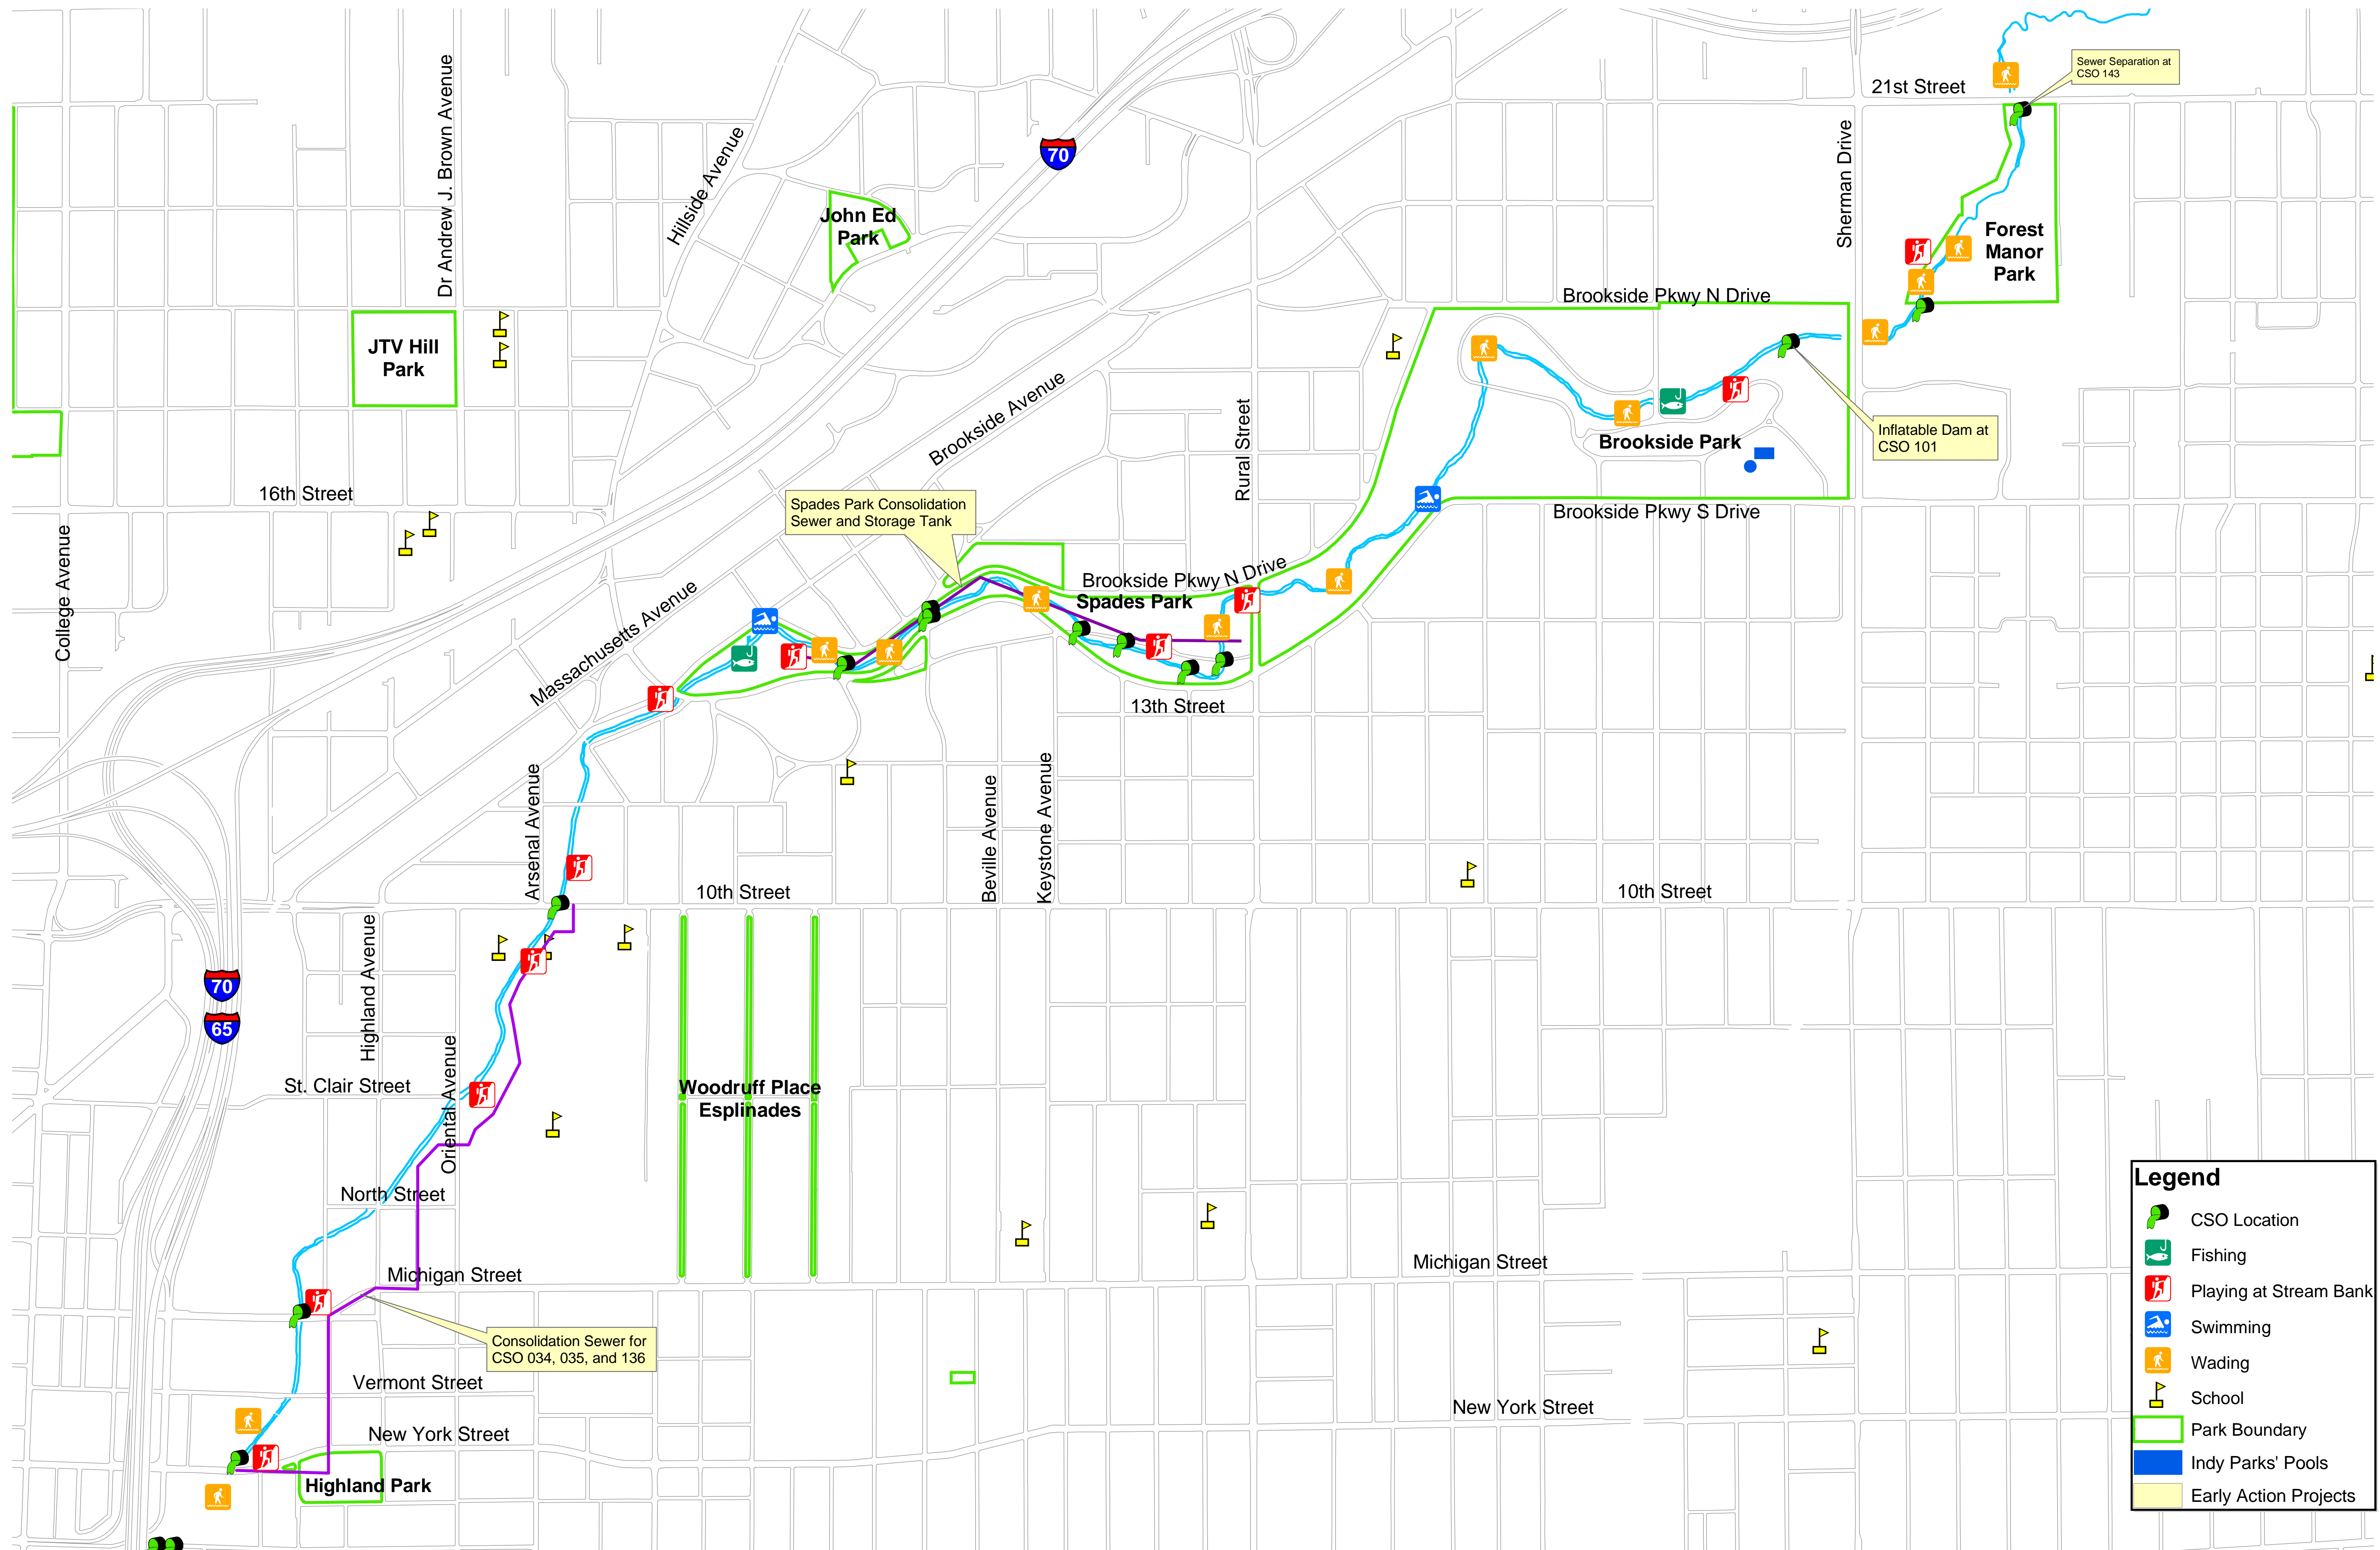 Sewer Separation at
CSO 143
21st Street
Dr Andrew J. Brown Avenue
Hillside Avenue
70
Sherman Drive
John Ed
Park
Forest
Manor
Park
Brookside Pkwy N Drive
JTV Hill
Park
Brookside Avenue
Rural Street
Inflatable Dam at
CSO 101
Brookside Park
16th Street
Spades Park Consolidation
Sewer and Storage Tank
Brookside Pkwy S Drive
College Avenue
Massachusetts Avenue
Brookside Pkwy N Drive
Spades Park
13th Street
Arsenal Avenue
Beville Avenue
Keystone Avenue
10th Street
10th Street
Highland Avenue
70
65
Oriental Avenue
St. Clair Street
Woodruff Place
Esplinades
North Street
Michigan Street
Michigan Street
Consolidation Sewer for
CSO 034, 035, and 136
Vermont Street
New York Street
New York Street
Highland Park
Legend
CSO Location
Fishing
Playing at Stream Bank
Swimming
Wading
School
Park Boundary
Indy Parks' Pools
Early Action Projects